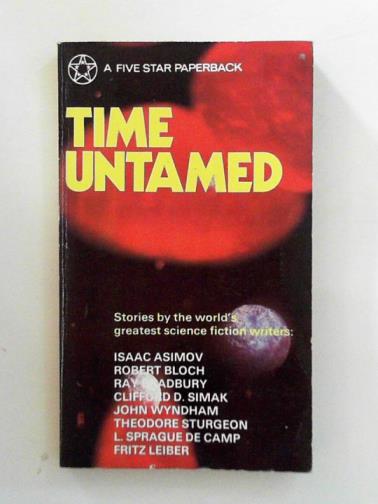 A FIVE STAR PAPERBACK
TIME
UNTAMED
Stories by the world's
greatest science fiction writers:
ISAAC ASIMOV
ROBERT BLOCH
RAY BRADBURY
CLIFFORD D. SIMAK
JOHN WYNDHAM
THEODORE STURGEON
L. SPRAGUE DE CAMP
FRITZ LEIBER